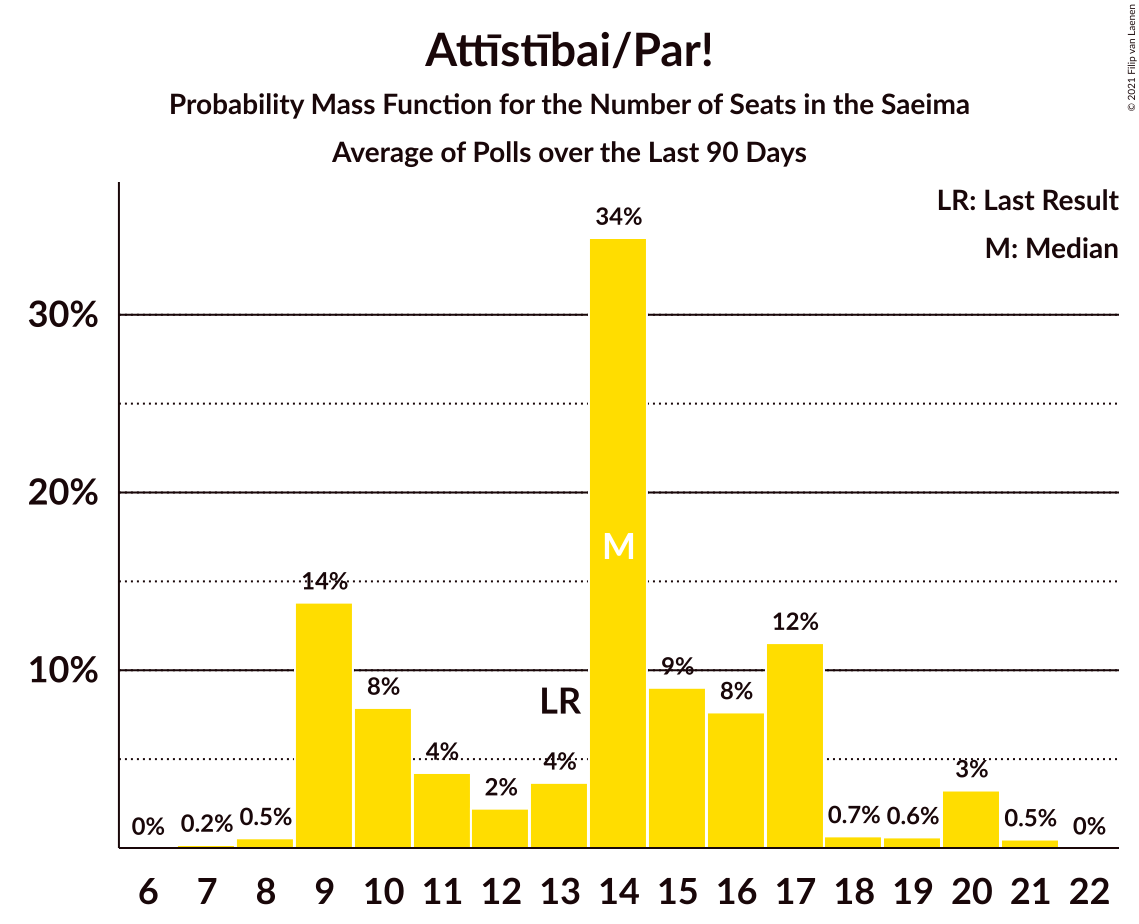 Attīstībai/Par!
Probability Mass Function for the Number of Seats in the Saeima
Average of Polls over the Last 90 Days
© 2021 Filip van Laenen
LR: Last Result
M: Median
30%
20%
10%
0%
0.2%
0.5%
14%
8%
4%
2%
4%
LR
34%
M
9%
8%
12%
0.7%
0.6%
3%
0.5%
0%
6 7 8 9 10 11 12 13 14 15 16 17 18 19 20 21 22